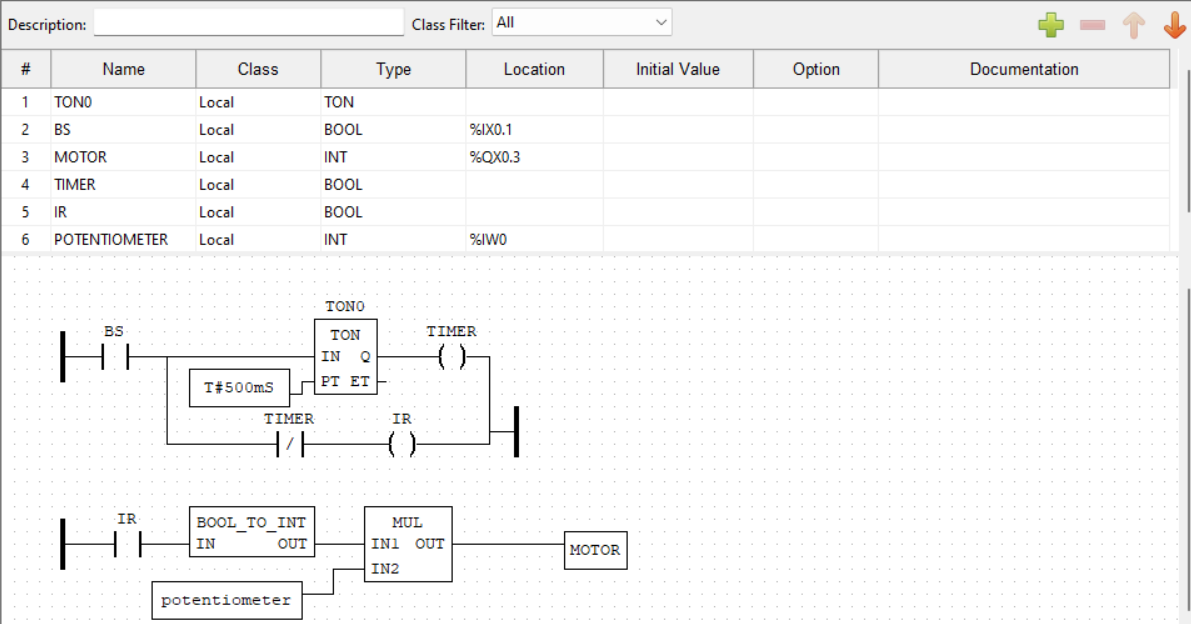 Description: Class Filter: All
# Name Class Type Location Initial Value Option Documentation
1 TON0 Local TON
2 BS Local BOOL %IX0.1
3 MOTOR Local INT %QX0.3
4 TIMER Local BOOL
5 IR Local BOOL
6 POTENTIOMETER Local INT %IW0
TON0
BS TON TIMER
IN Q
( )
T#500mS PT ET
TIMER IR
/ ( )
IR BOOL_TO_INT MUL
IN OUT IN1 OUT MOTOR
IN2
potentiometer